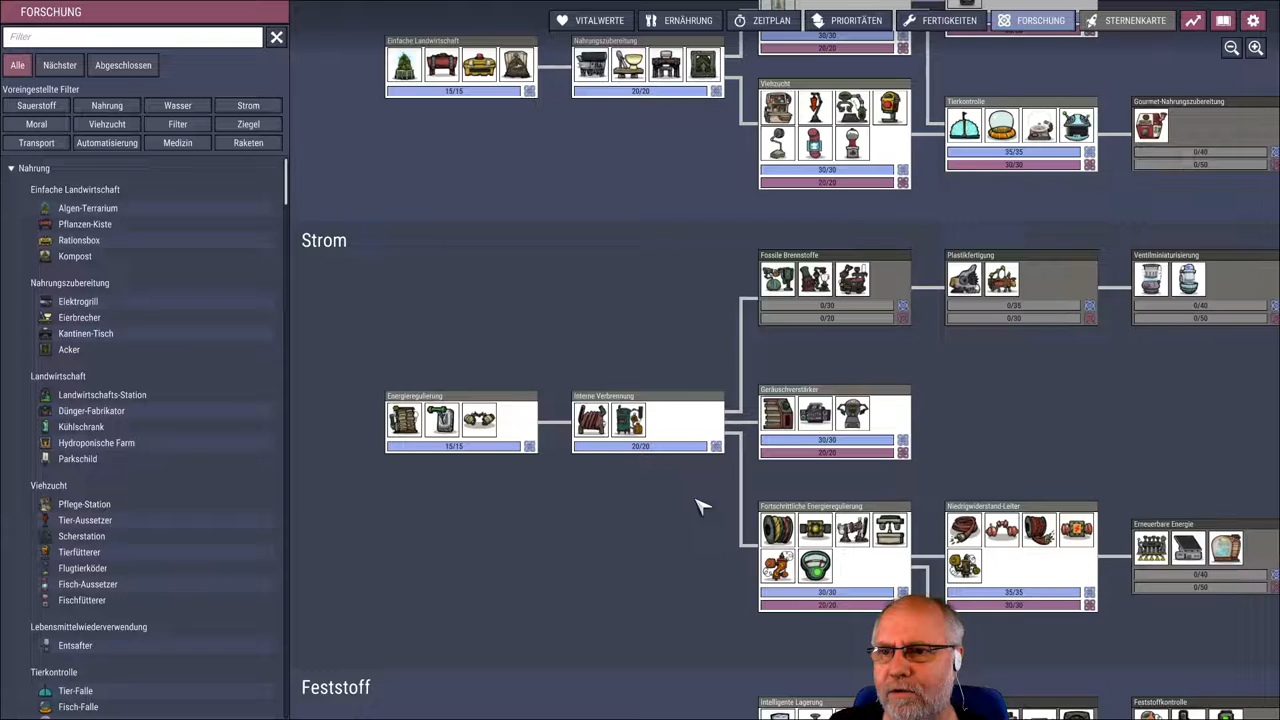 FORSCHUNG
VITALWERTE
ERNÄHRUNG
ZEITPLAN
PRIORITÄTEN
FERTIGKEITEN
FORSCHUNG
STERNENKARTE
Filter
Alle
Nächster
Abgeschlossen
Voreingestellte Filter
Sauerstoff
Nahrung
Wasser
Strom
Moral
Viehzucht
Filter
Ziegel
Transport
Automatisierung
Medizin
Raketen
Nahrung
Einfache Landwirtschaft
Algen-Terrarium
Pflanzen-Kiste
Rationsbox
Kompost
Nahrungszubereitung
Elektrogrill
Eierbrecher
Kantinen-Tisch
Acker
Landwirtschaft
Landwirtschafts-Station
Dünger-Fabrikator
Kühlschrank
Hydroponische Farm
Parkschild
Viehzucht
Pflege-Station
Tier-Aussetzer
Scherstation
Tierfütterer
Flugtierköder
Fisch-Aussetzer
Fischfütterer
Lebensmittelwiederverwendung
Entsafter
Tierkontrolle
Tier-Falle
Fisch-Falle
30/30
20/20
Einfache Landwirtschaft
15/15
Nahrungszubereitung
20/20
Viehzucht
30/30
20/20
Tierkontrolle
35/35
30/30
Gourmet-Nahrungszubereitung
0/40
0/50
Strom
Fossile Brennstoffe
0/30
0/20
Plastikfertigung
0/35
0/30
Ventilminiaturisierung
0/40
0/50
Energieregulierung
15/15
Interne Verbrennung
20/20
Geräuschverstärker
30/30
20/20
Fortschrittliche Energieregulierung
30/30
20/20
Niedrigwiderstand-Leiter
35/35
30/30
Erneuerbare Energie
0/40
0/50
Feststoff
Intelligente Lagerung
Feststoffkontrolle